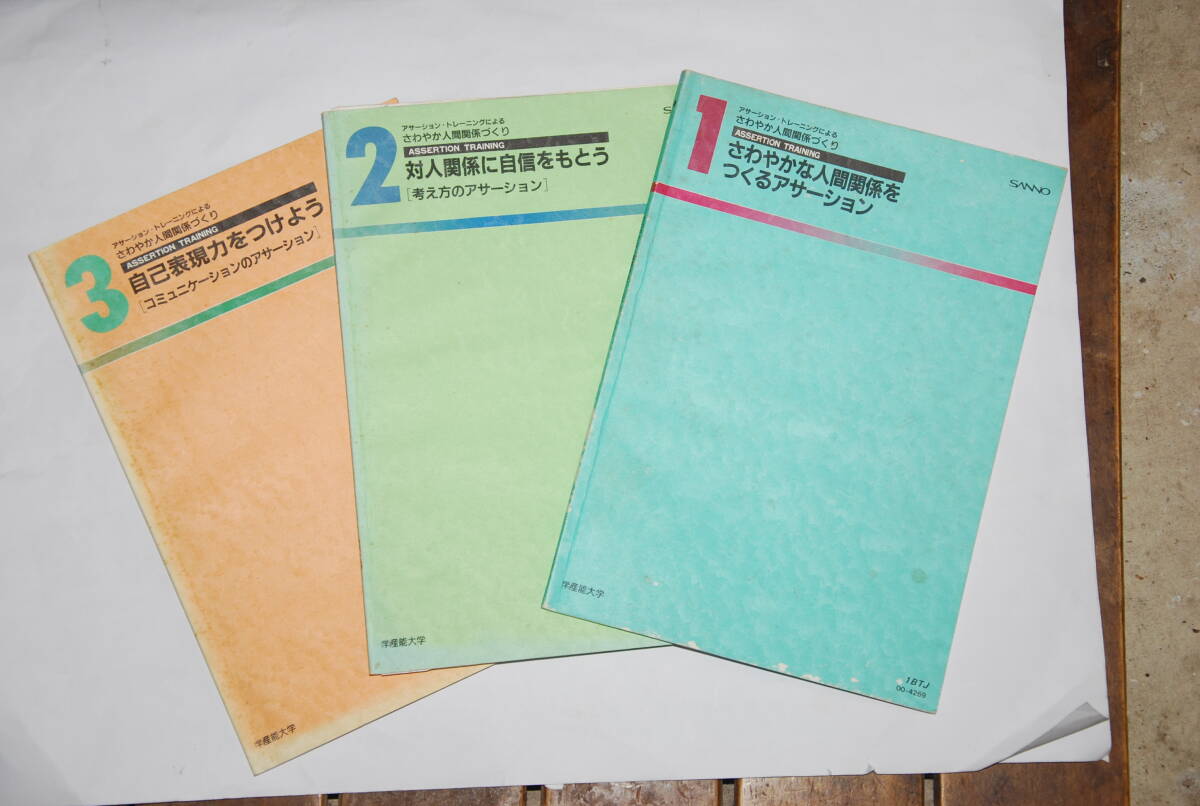 3
アサーション・トレーニングによる
さわやか人間関係づくり
ASSERTION TRAINING
自己表現力をつけよう
[コミュニケーションのアサーション]
学産能大学
2
アサーション・トレーニングによる
さわやか人間関係づくり
ASSERTION TRAINING
対人関係に自信をもとう
[考え方のアサーション]
学産能大学
1
アサーション・トレーニングによる
さわやか人間関係づくり
ASSERTION TRAINING
さわやかな人間関係を
つくるアサーション
SANNO
学産能大学
1BTJ
00-4269